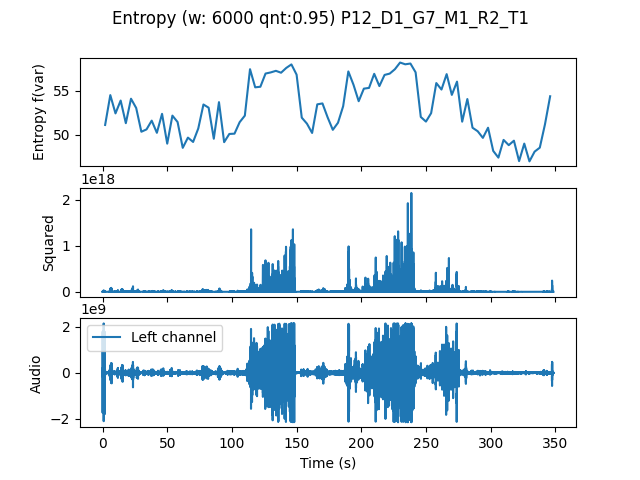 Entropy (w: 6000 qnt:0.95) P12_D1_G7_M1_R2_T1
Entropy f(var)
55
50
1e18
Squared
2
1
0
1e9
Audio
2
0
−2
Left channel
0 50 100 150 200 250 300 350
Time (s)